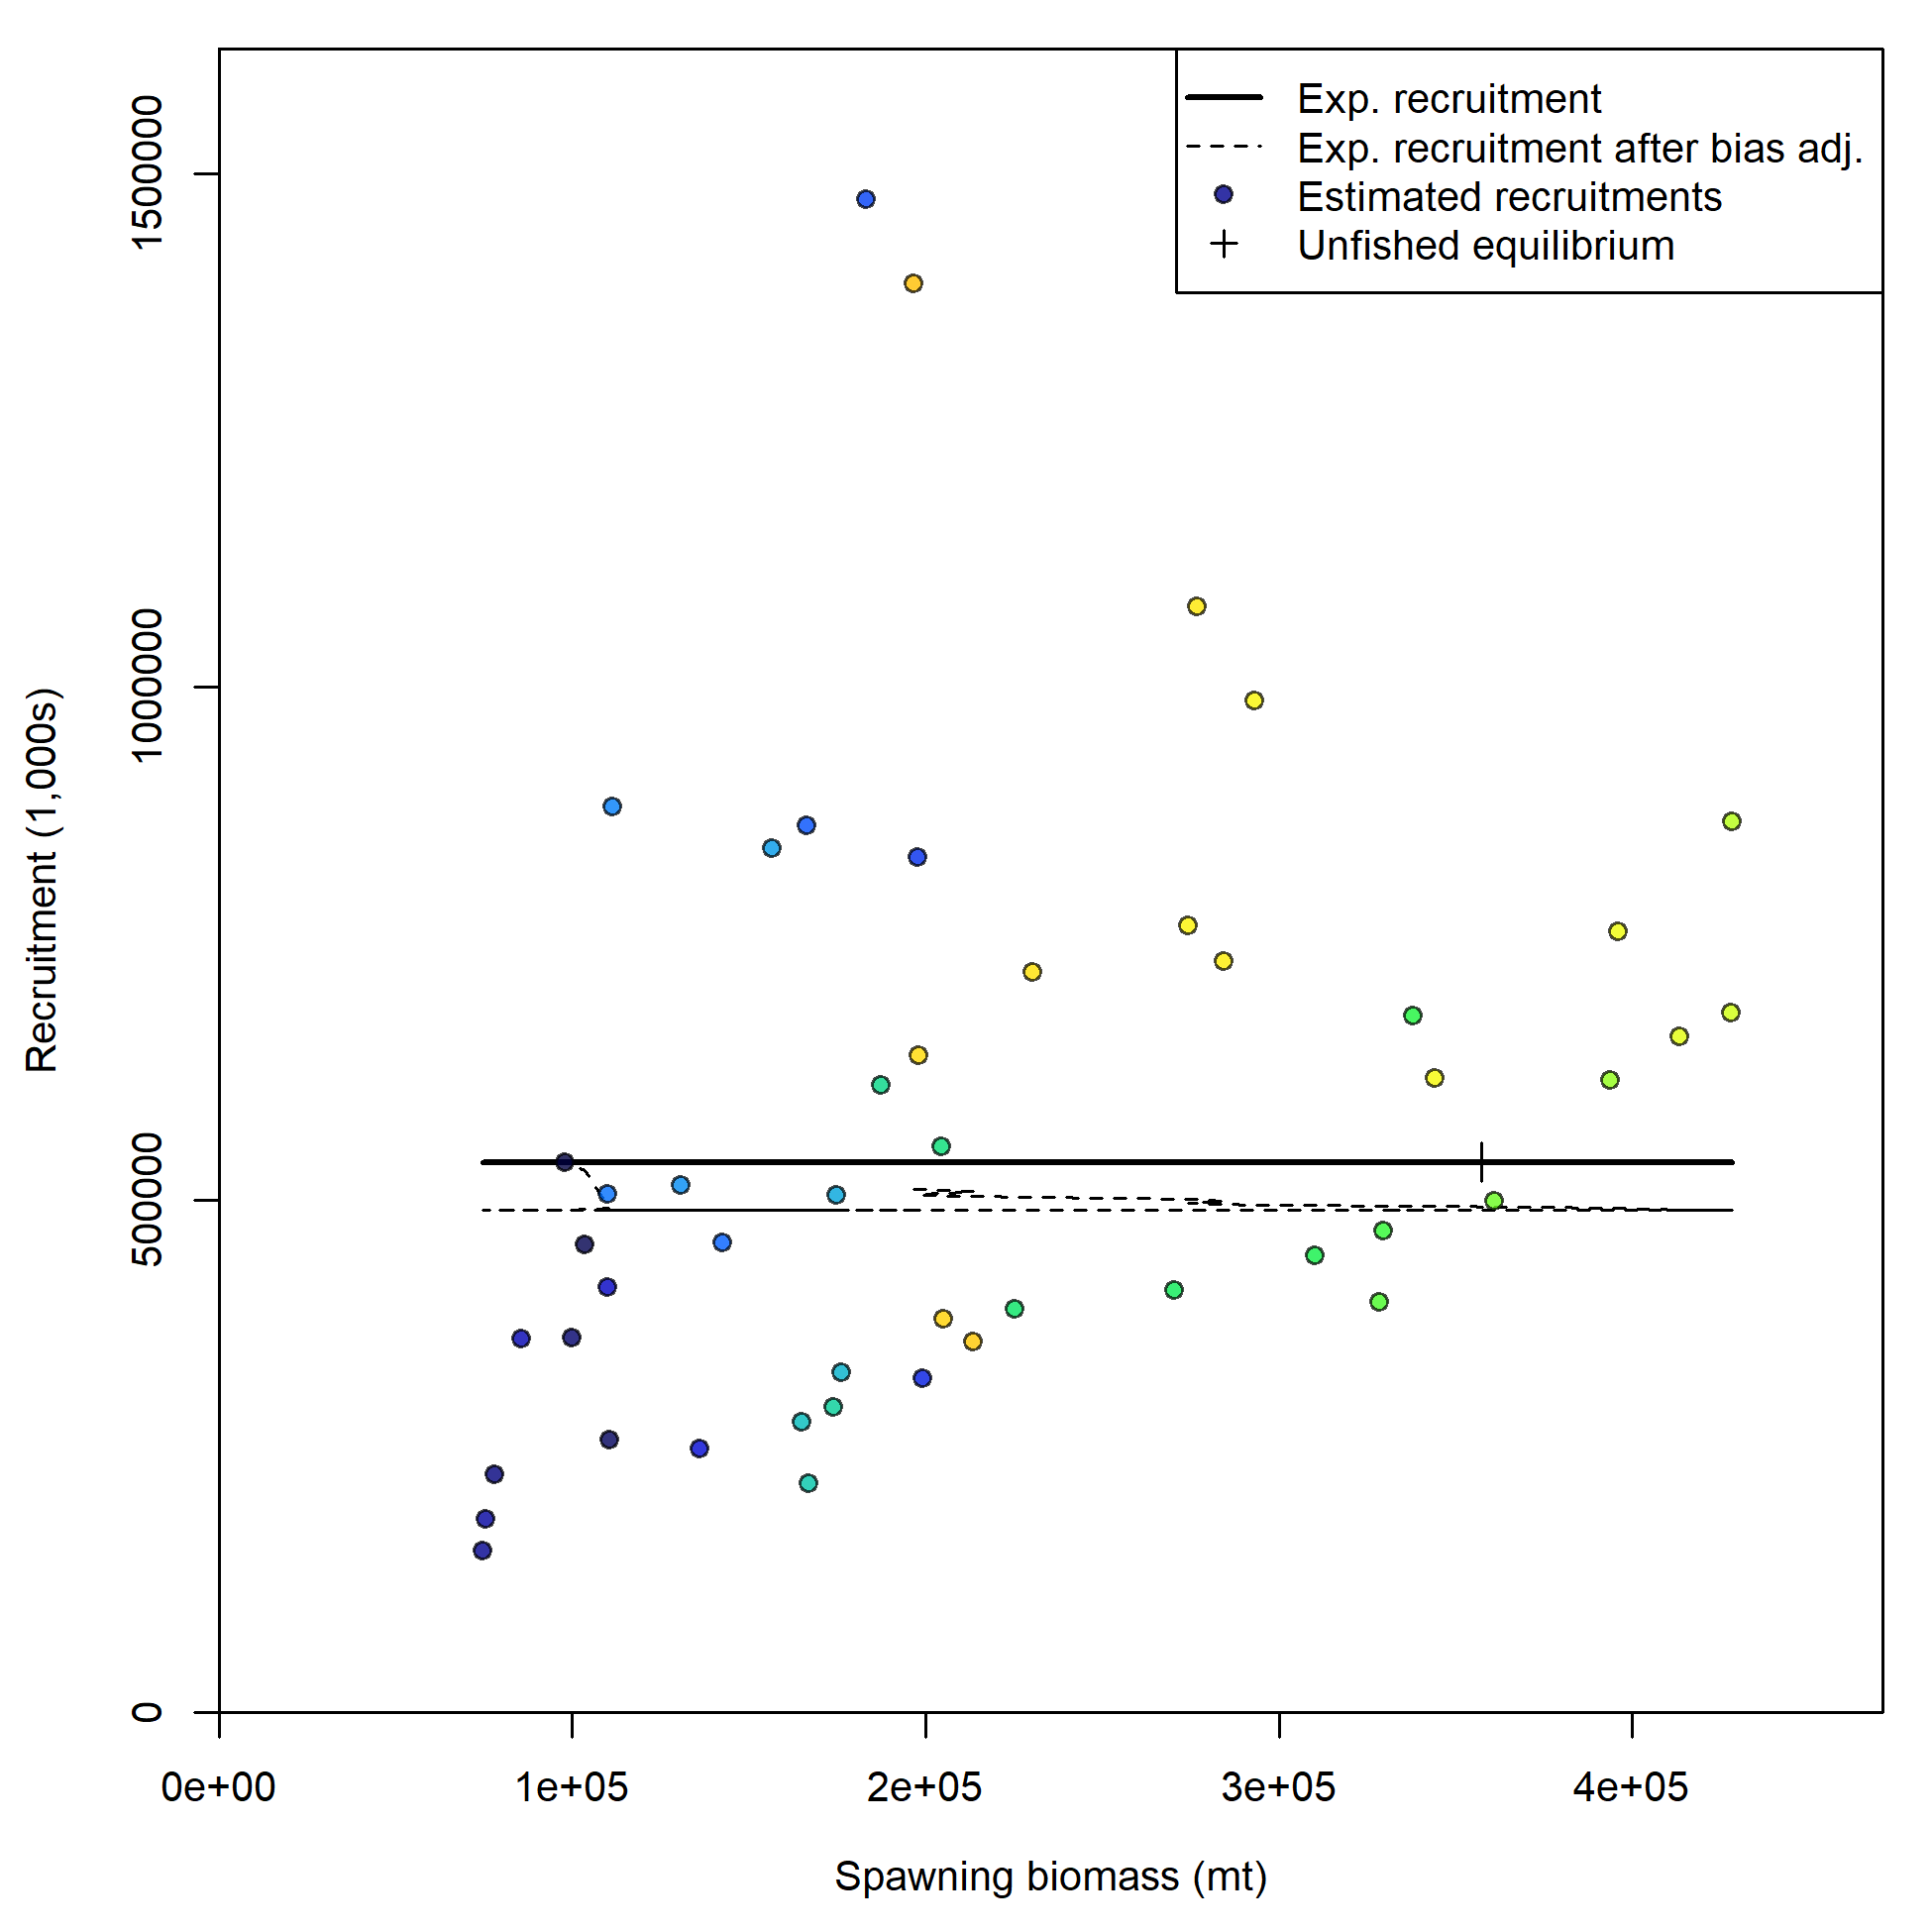 Exp. recruitment
Exp. recruitment after bias adj.
Estimated recruitments
Unfished equilibrium
Recruitment (1,000s)
1500000
1000000
500000
0
0e+00
1e+05
2e+05
3e+05
4e+05
Spawning biomass (mt)